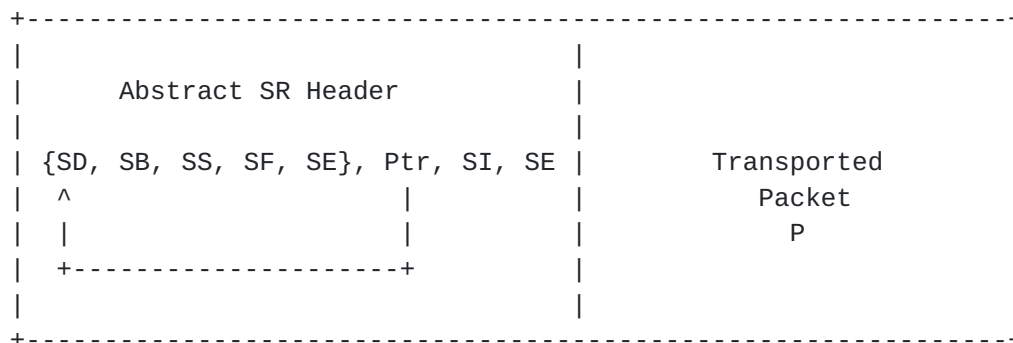 Abstract SR Header
{SD, SB, SS, SF, SE}, Ptr, SI, SE
Transported
Packet
P